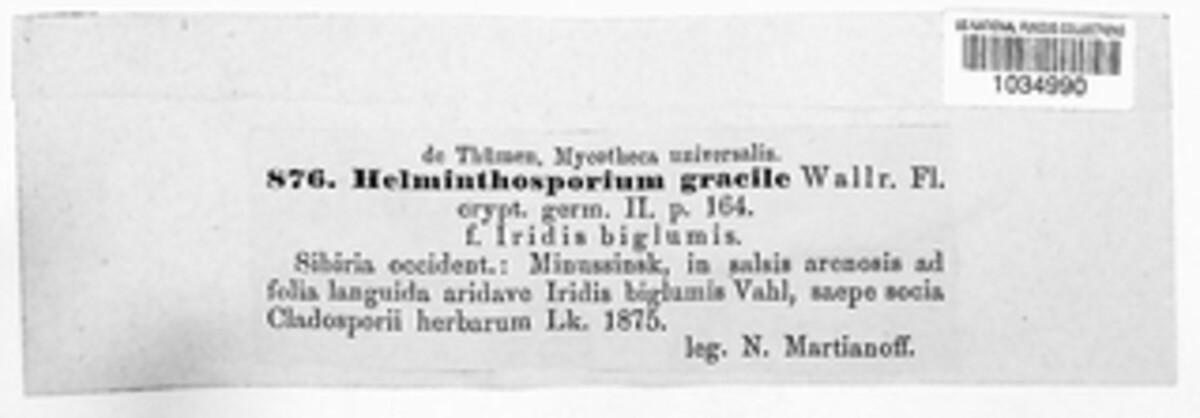 US NATIONAL FUNGUS COLLECTIONS
1034990
de Thümen, Mycotheca universalis.
876. Helminthosporium gracile Wallr. Fl.
crypt. germ. II. p. 164.
f. Iridis biglumis.
Sibiria occident.: Minussinsk, in salsis arenosis ad
folia languida aridave Iridis biglumis Vahl, saepe socia
Cladosporii herbarum Lk. 1875.
leg. N. Martianoff.